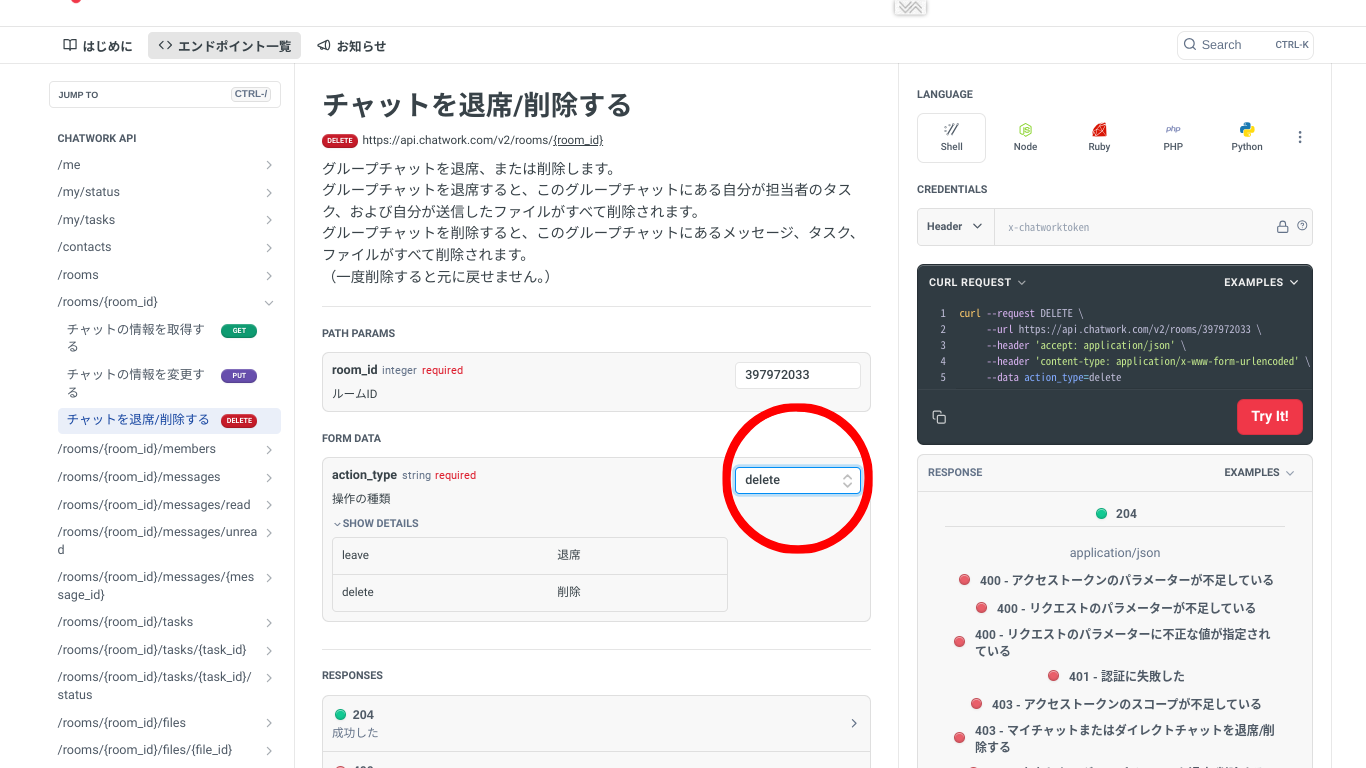 はじめに
エンドポイント一覧
お知らせ
Search
CTRL-K
JUMP TO
CTRL-/
CHATWORK API
/me
/my/status
/my/tasks
/contacts
/rooms
/rooms/{room_id}
チャットの情報を取得す
る
GET
チャットの情報を変更す
る
PUT
チャットを退席/削除する
DELETE
/rooms/{room_id}/members
/rooms/{room_id}/messages
/rooms/{room_id}/messages/read
/rooms/{room_id}/messages/unrea
d
/rooms/{room_id}/messages/{mes
sage_id}
/rooms/{room_id}/tasks
/rooms/{room_id}/tasks/{task_id}
/rooms/{room_id}/tasks/{task_id}/
status
/rooms/{room_id}/files
/rooms/{room_id}/files/{file_id}
チャットを退席/削除する
DELETE https://api.chatwork.com/v2/rooms/{room_id}
グループチャットを退席、または削除します。
グループチャットを退席すると、このグループチャットにある自分が担当者のタス
ク、および自分が送信したファイルがすべて削除されます。
グループチャットを削除すると、このグループチャットにあるメッセージ、タスク、
ファイルがすべて削除されます。
（一度削除すると元に戻せません。）
PATH PARAMS
room_id integer required
397972033
ルームID
FORM DATA
action_type string required
delete
操作の種類
SHOW DETAILS
leave 退席
delete 削除
RESPONSES
204
成功した
LANGUAGE
Shell
Node
Ruby
php
PHP
Python
CREDENTIALS
Header
x-chatworktoken
CURL REQUEST
EXAMPLES
1 curl --request DELETE \
2 --url https://api.chatwork.com/v2/rooms/397972033 \
3 --header 'accept: application/json' \
4 --header 'content-type: application/x-www-form-urlencoded' \
5 --data action_type=delete
Try It!
RESPONSE
EXAMPLES
204
application/json
400 - アクセストークンのパラメーターが不足している
400 - リクエストのパラメーターが不足している
400 - リクエストのパラメーターに不正な値が指定され
ている
401 - 認証に失敗した
403 - アクセストークンのスコープが不足している
403 - マイチャットまたはダイレクトチャットを退席/削
除する